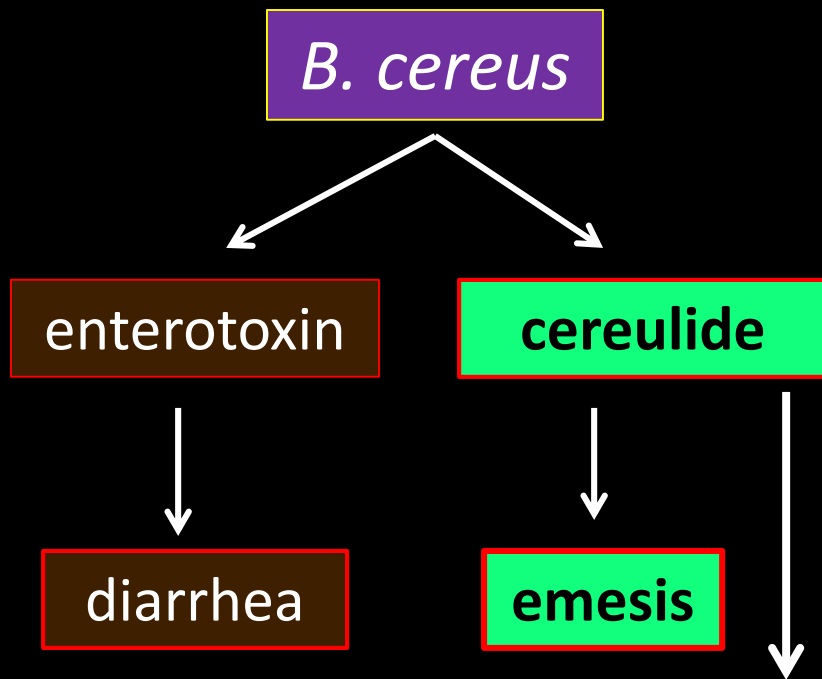 B. cereus
enterotoxin
cereulide
diarrhea
emesis